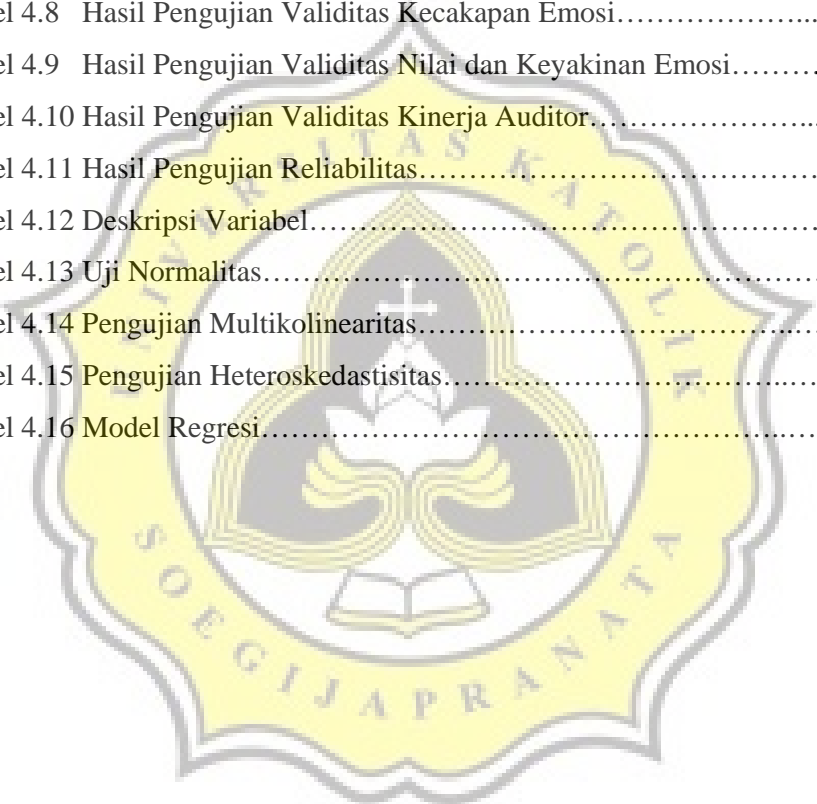 el 4.8 Hasil Pengujian Validitas Kecakapan Emosi………………...
el 4.9 Hasil Pengujian Validitas Nilai dan Keyakinan Emosi………
el 4.10 Hasil Pengujian Validitas Kinerja Auditor…………………...
el 4.11 Hasil Pengujian Reliabilitas……………………………………
el 4.12 Deskripsi Variabel………………………………………………
el 4.13 Uji Normalitas……………………………………………………
el 4.14 Pengujian Multikolinearitas…………………………………..…
el 4.15 Pengujian Heteroskedastisitas……………………………..……
el 4.16 Model Regresi………………………………………………..……
UNIVERSITAS KATOLIK
SOEGIJAPRANATA